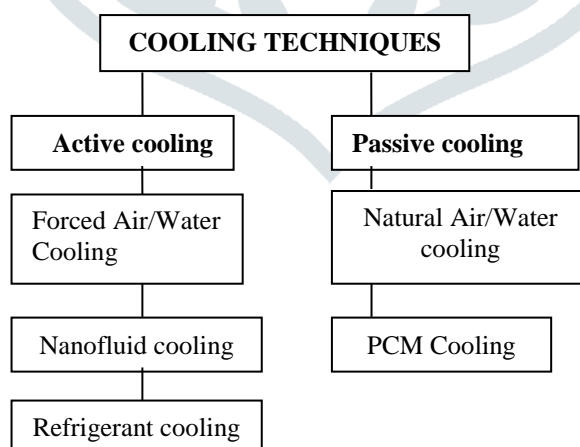 COOLING TECHNIQUES
Active cooling
Passive cooling
Forced Air/Water
Cooling
Natural Air/Water
cooling
Nanofluid cooling
PCM Cooling
Refrigerant cooling